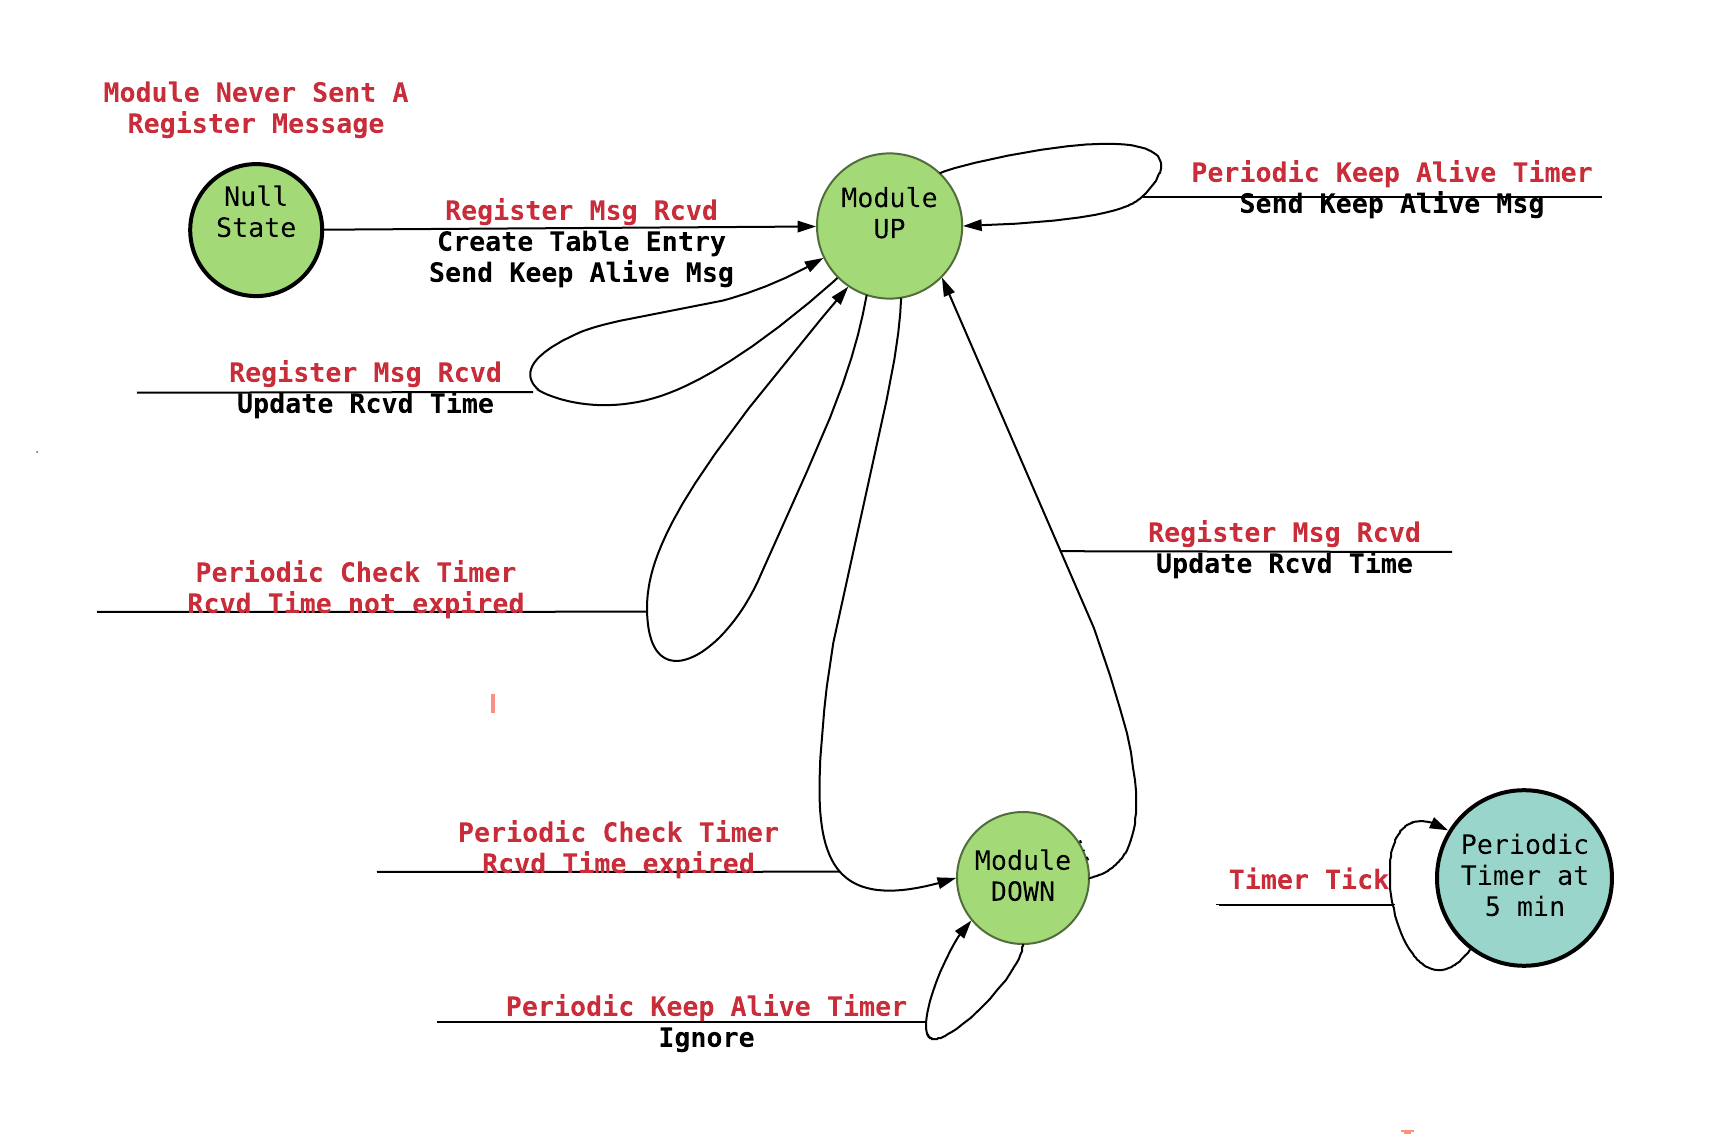 Module Never Sent A
Register Message
Null
State
Register Msg Rcvd
Create Table Entry
Send Keep Alive Msg
Module
UP
Periodic Keep Alive Timer
Send Keep Alive Msg
Register Msg Rcvd
Update Rcvd Time
Register Msg Rcvd
Update Rcvd Time
Periodic Check Timer
Rcvd Time not expired
Periodic Check Timer
Rcvd Time expired
Module
DOWN
Timer Tick
Periodic
Timer at
5 min
Periodic Keep Alive Timer
Ignore